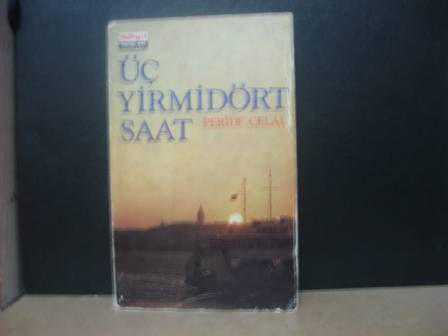 ÜÇ
YİRMİDÖRT
SAAT
PERİDE CELAL